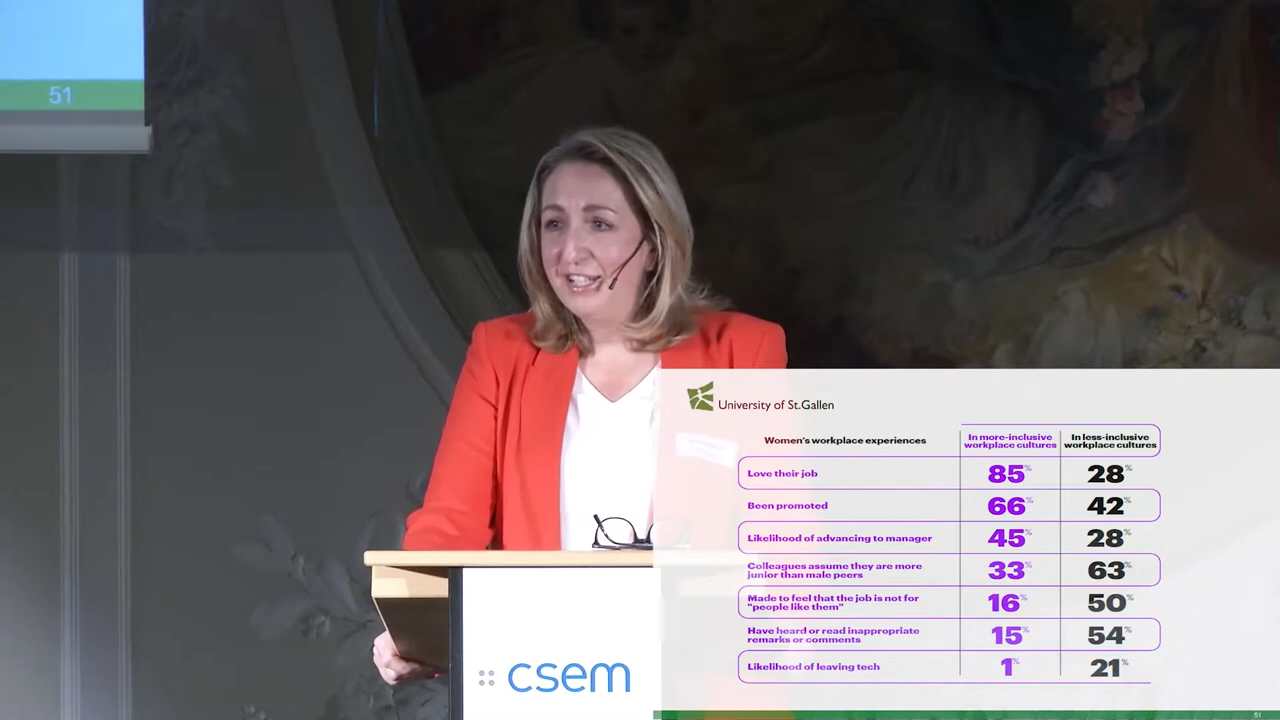 51
University of St.Gallen
Women's workplace experiences
In more-inclusive
workplace cultures
In less-inclusive
workplace cultures
Love their job
85%
28%
Been promoted
66%
42%
Likelihood of advancing to manager
45%
28%
Colleagues assume they are more
junior than male peers
33%
63%
Made to feel that the job is not for
"people like them"
16%
50%
Have heard or read inappropriate
remarks or comments
15%
54%
Likelihood of leaving tech
1%
21%
csem
51